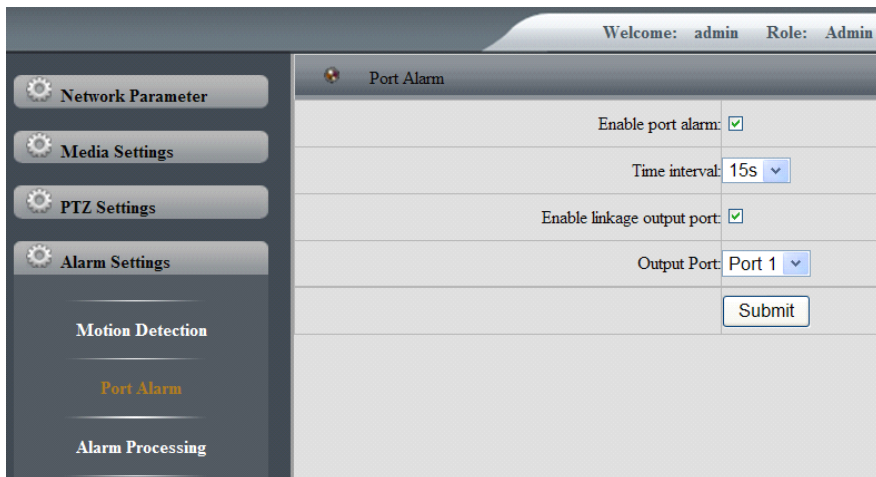 Welcome: admin Role: Admin
Network Parameter
Media Settings
PTZ Settings
Alarm Settings
Motion Detection
Port Alarm
Alarm Processing
Port Alarm
Enable port alarm:
Time interval: 15s
Enable linkage output port:
Output Port: Port 1
Submit